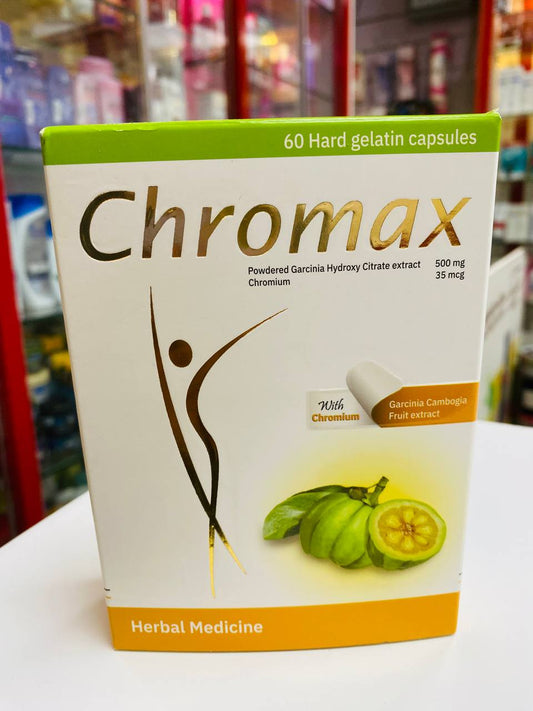 60 Hard gelatin capsules
Chromax
Powdered Garcinia Hydroxy Citrate extract 500 mg
Chromium 35 mcg
With
Chromium
Garcinia Cambogia
Fruit extract
Herbal Medicine